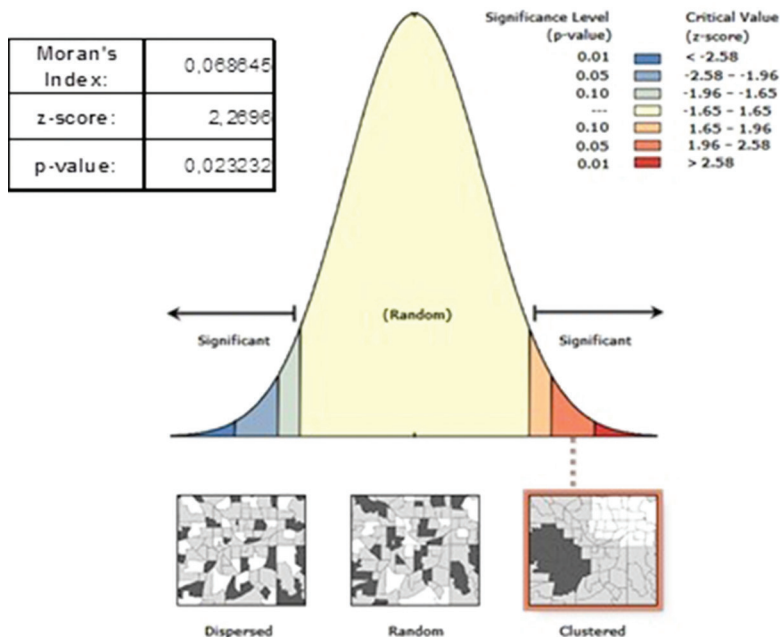 Moran's
Index:
0,068645
z-score:
2,2696
p-value:
0,023232
Significance Level
(p-value)
Critical Value
(z-score)
0.01
< -2.58
0.05
-2.58 – -1.96
0.10
-1.96 – -1.65
---
-1.65 – 1.65
0.10
1.65 – 1.96
0.05
1.96 – 2.58
0.01
> 2.58
(Random)
Significant
Significant
Dispersed
Random
Clustered